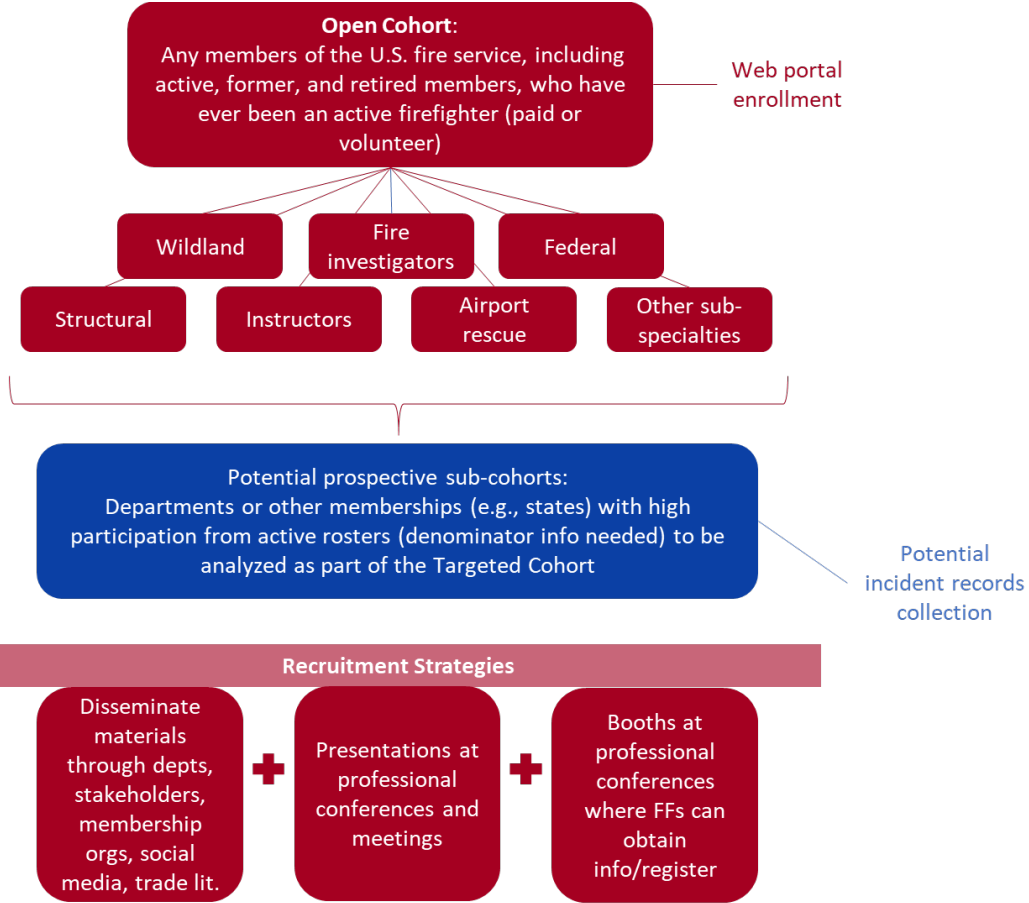 Open Cohort:
Any members of the U.S. fire service, including
active, former, and retired members, who have
ever been an active firefighter (paid or
volunteer)
Web portal
enrollment
Wildland
Fire
investigators
Federal
Structural
Instructors
Airport
rescue
Other sub-
specialties
Potential prospective sub-cohorts:
Departments or other memberships (e.g., states) with high
participation from active rosters (denominator info needed) to be
analyzed as part of the Targeted Cohort
Potential
incident records
collection
Recruitment Strategies
Disseminate
materials
through depts,
stakeholders,
membership
orgs, social
media, trade lit.
Presentations at
professional
conferences and
meetings
Booths at
professional
conferences
where FFs can
obtain
info/register